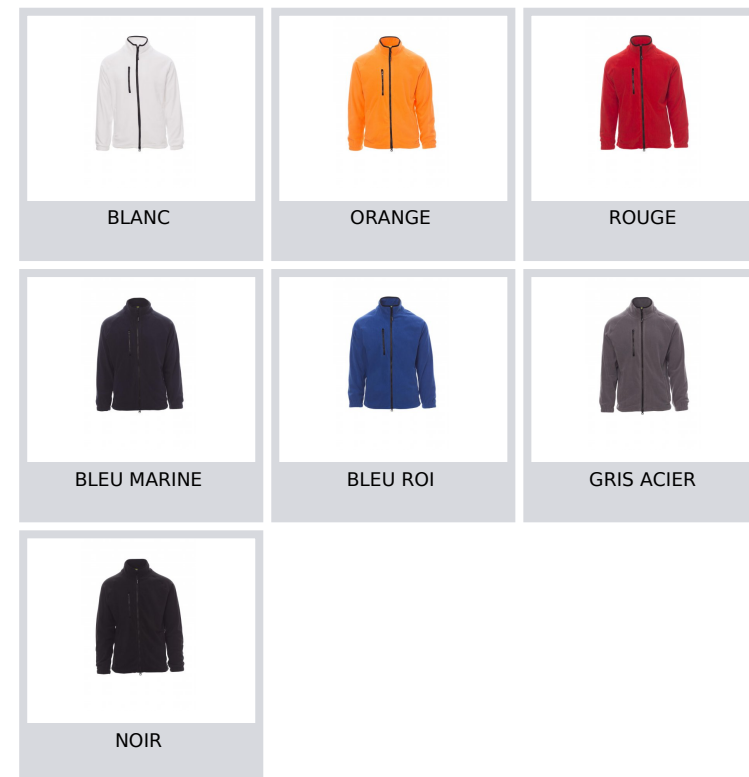 BLANC
ORANGE
ROUGE
BLEU MARINE
BLEU ROI
GRIS ACIER
NOIR